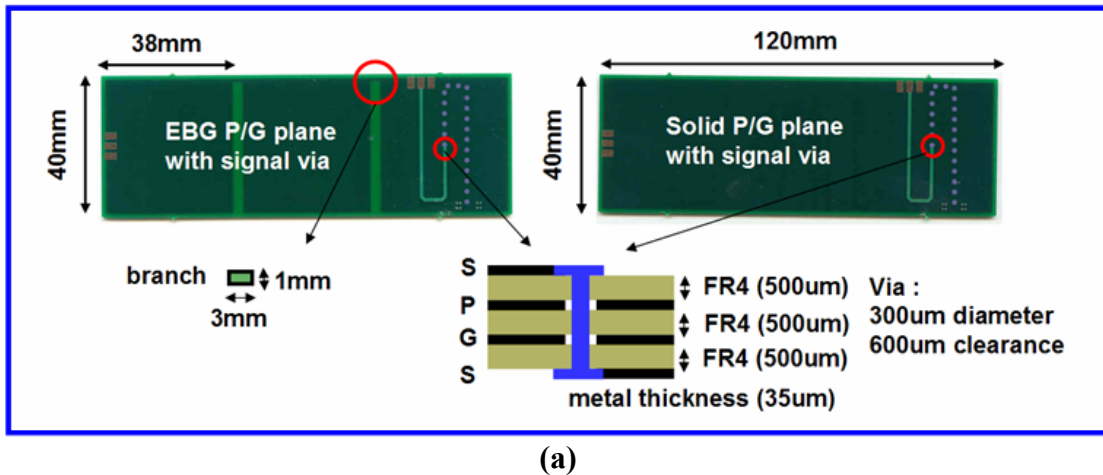 38mm
120mm
40mm
EBG P/G plane
with signal via
40mm
Solid P/G plane
with signal via
branch
1mm
3mm
S
P
G
S
FR4 (500um)
FR4 (500um)
FR4 (500um)
Via :
300um diameter
600um clearance
metal thickness (35um)
(a)